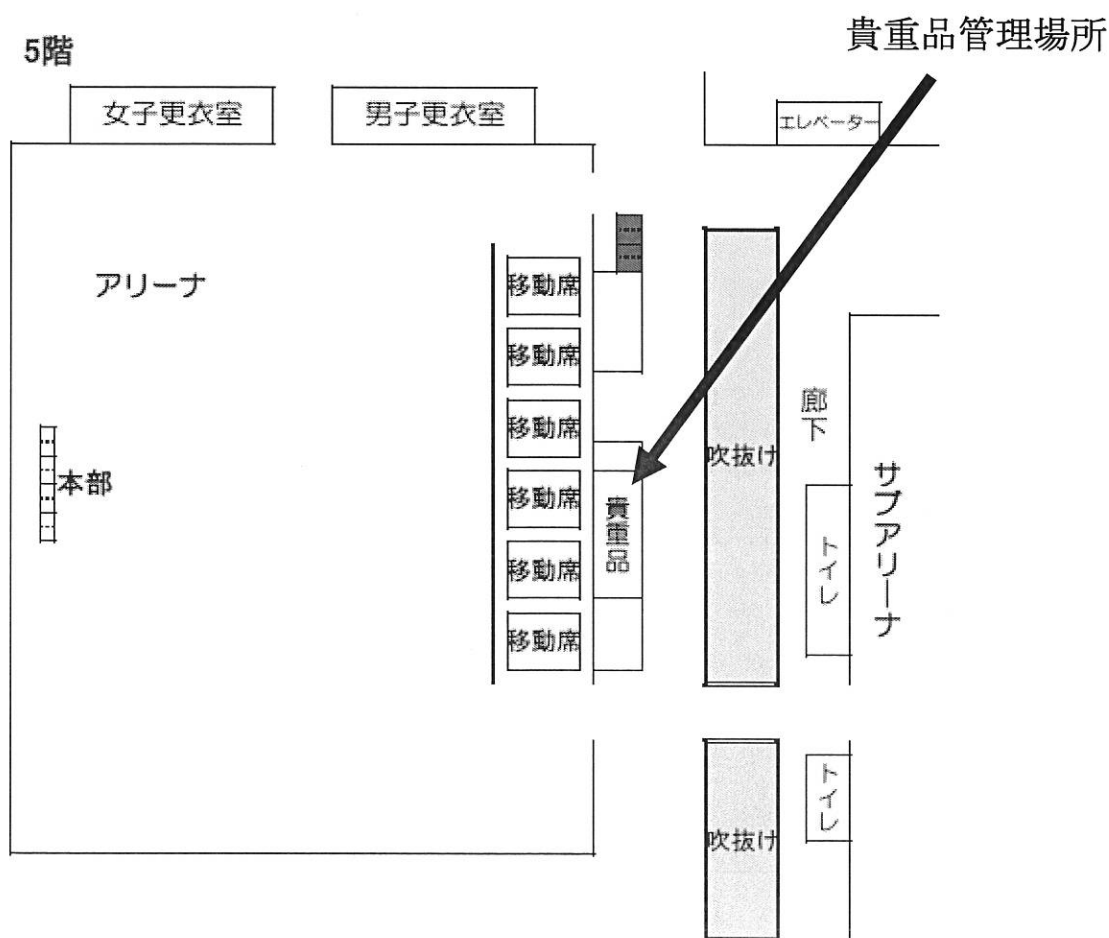 貴重品管理場所
5階
女子更衣室
男子更衣室
エレベーター
アリーナ
移動席
移動席
移動席
移動席
移動席
移動席
本部
貴重品
吹抜け
廊下
トイレ
サブアリーナ
トイレ
吹抜け